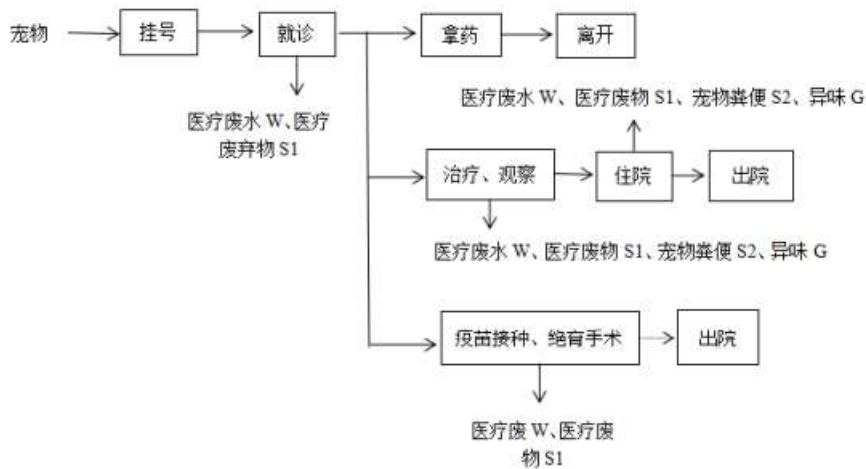 宠物
挂号
就诊
拿药
离开
医疗废水 W、医疗
废弃物 S1
医疗废水 W、医疗废物 S1、宠物粪便 S2、异味 G
治疗、观察
住院
出院
医疗废水 W、医疗废物 S1、宠物粪便 S2、异味 G
疫苗接种、绝育手术
出院
医疗废 W、医疗废
物 S1